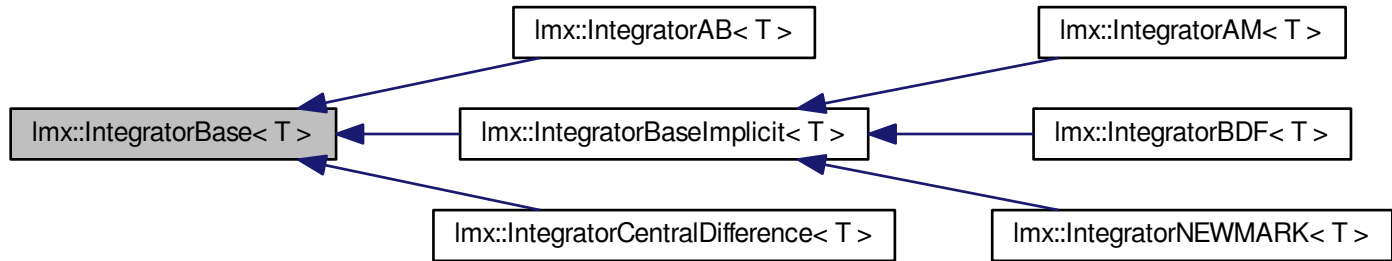 lmx::IntegratorAB< T >
lmx::IntegratorAM< T >
lmx::IntegratorBase< T >
lmx::IntegratorBaseImplicit< T >
lmx::IntegratorBDF< T >
lmx::IntegratorCentralDifference< T >
lmx::IntegratorNEWMARK< T >